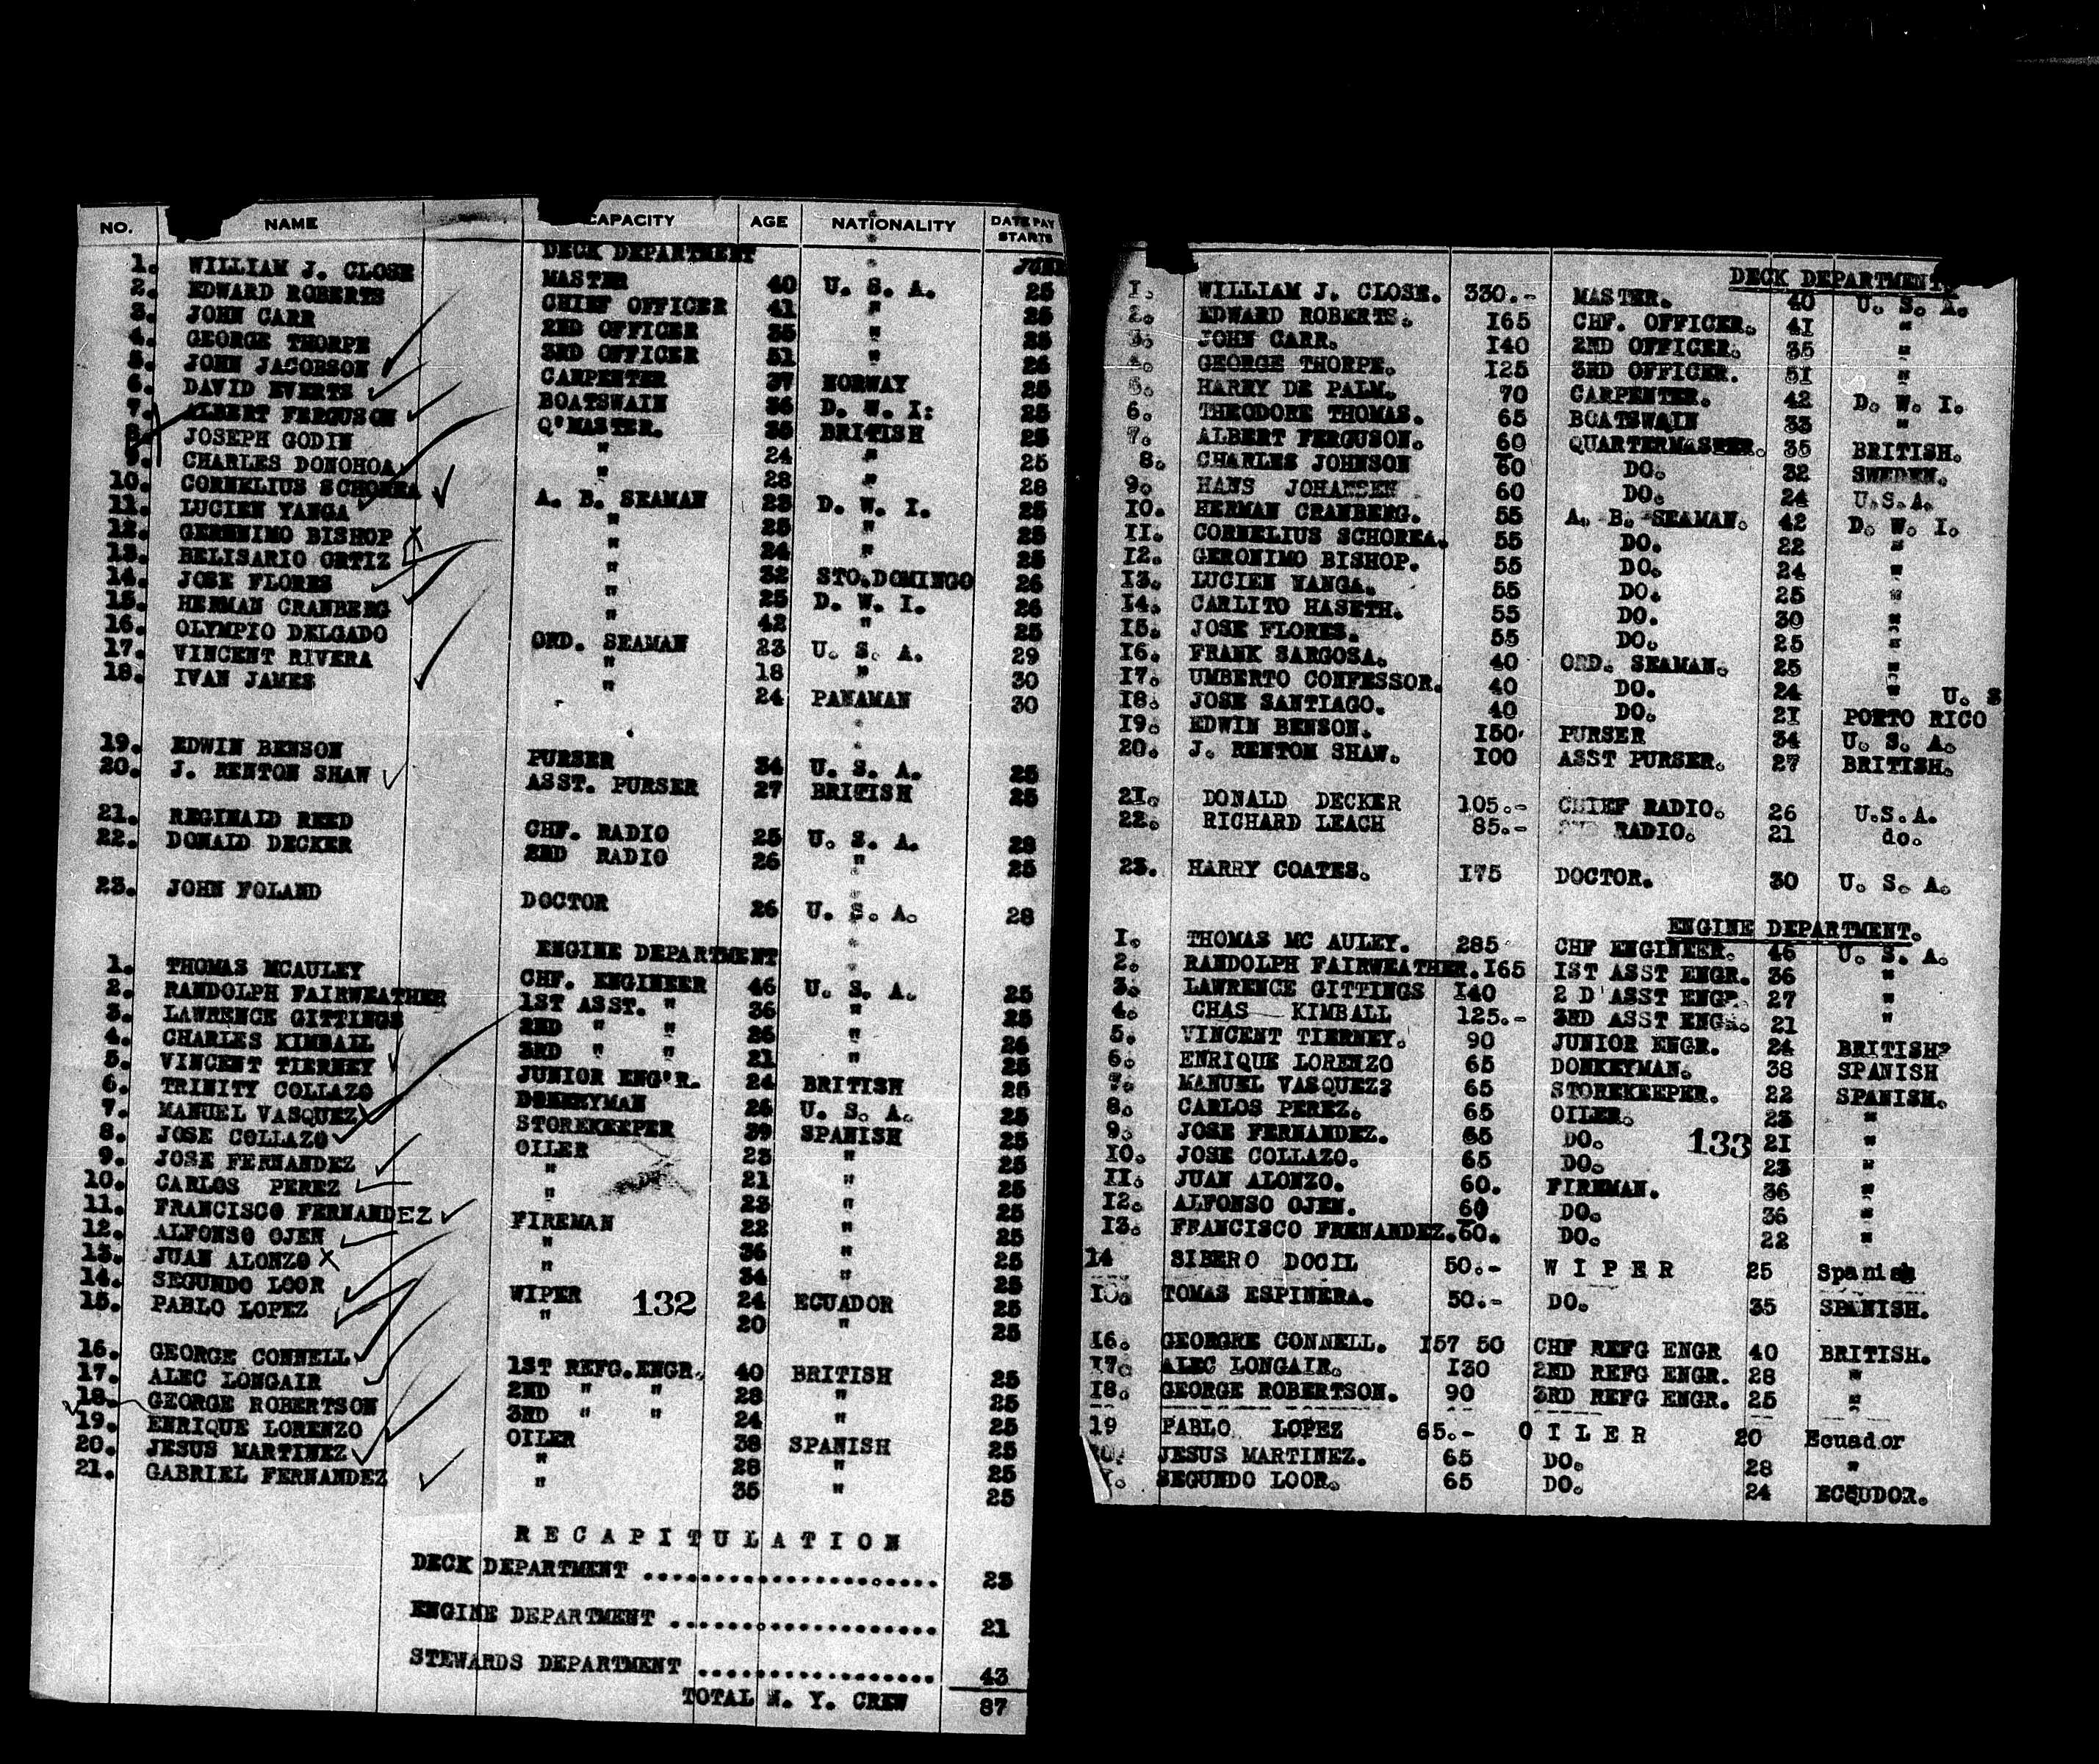 NO. NAME CAPACITY AGE NATIONALITY DATE PAY STARTS
DECK DEPARTMENT JUNE
1. WILLIAM J. CLOSE MASTER 40 U. S. A. 25
2. EDWARD ROBERTS CHIEF OFFICER 41 " 25
3. JOHN CARR 2ND OFFICER 35 " 25
4. GEORGE THORPE 3RD OFFICER 51 " 26
5. JOHN JACOBSON CARPENTER 37 NORWAY 25
6. DAVID EVERTS BOATSWAIN 36 D. W. I: 25
7. ALBERT FERGUSON Q'MASTER. 35 BRITISH 25
8. JOSEPH GODIN " 24 " 25
9. CHARLES DONOHOA " 28 " 28
10. CORNELIUS SCHOREA A. B. SEAMAN 23 D. W. I. 25
11. LUCIEN YANGA " 25 " 25
12. GERENIMO BISHOP " 24 " 25
13. BELISARIO ORTIZ " 32 STO.DOMINGO 26
14. JOSE FLORES " 25 D. W. I. 26
15. HERMAN CRANBERG " 42 " 25
16. OLYMPIO DELGADO ORD. SEAMAN 23 U. S. A. 29
17. VINCENT RIVERA " 18 " 30
18. IVAN JAMES " 24 PANAMAN 30
19. EDWIN BENSON PURSER 34 U. S. A. 25
20. J. RENTON SHAW ASST. PURSER 27 BRITISH 25
21. REGINALD REED CHF. RADIO 25 U. S. A. 28
22. DONALD DECKER 2ND RADIO 26 " 25
23. JOHN FOLAND DOCTOR 26 U. S. A. 28
ENGINE DEPARTMENT
1. THOMAS MCAULEY CHF. ENGINEER 46 U. S. A. 25
2. RANDOLPH FAIRWEATHER 1ST ASST. " 36 " 25
3. LAWRENCE GITTINGS 2ND " " 26 " 26
4. CHARLES KIMBALL 3RD " " 21 " 25
5. VINCENT TIERNEY JUNIOR ENG'R. 24 BRITISH 25
6. TRINITY COLLAZO DONKEYMAN 25 U. S. A. 25
7. MANUEL VASQUEZ STOREKEEPER 39 SPANISH 25
8. JOSE COLLAZO OILER 23 " 25
9. JOSE FERNANDEZ " 21 " 25
10. CARLOS PEREZ " 23 " 25
11. FRANCISCO FERNANDEZ FIREMAN 22 " 25
12. ALFONSO OJEN " 36 " 25
13. JUAN ALONZO " 34 " 25
14. SEGUNDO LOOR WIPER 132 24 ECUADOR 25
15. PABLO LOPEZ " 20 " 25
16. GEORGE CONNELL 1ST REFG.ENGR. 40 BRITISH 25
17. ALEC LONGAIR 2ND " " 28 " 25
18. GEORGE ROBERTSON 3RD " " 24 " 25
19. ENRIQUE LORENZO OILER 38 SPANISH 25
20. JESUS MARTINEZ " 28 " 25
21. GABRIEL FERNANDEZ " 35 " 25
RECAPITULATION
DECK DEPARTMENT ...................... 23
ENGINE DEPARTMENT .................... 21
STEWARDS DEPARTMENT .................. 43
TOTAL N. Y. CREW 87
DECK DEPARTMENT.
1. WILLIAM J. CLOSE. 330.- MASTER. 40 U. S. A.
2. EDWARD ROBERTS. 165 CHF. OFFICER. 41 "
3. JOHN CARR. 140 2ND OFFICER. 35 "
4. GEORGE THORPE. 125 3RD OFFICER. 51 "
5. HARRY DE PALM. 70 CARPENTER. 42 D. W. I.
6. THEODORE THOMAS. 65 BOATSWAIN 33 "
7. ALBERT FERGUSON. 60 QUARTERMASTER. 35 BRITISH.
8. CHARLES JOHNSON 60 DO. 32 SWEDEN.
9. HANS JOHANSEN 60 DO. 24 U.S.A.
10. HERMAN CRANBERG. 55 A. B. SEAMAN. 42 D. W. I.
11. CORNELIUS SCHOREA. 55 DO. 22 "
12. GERONIMO BISHOP. 55 DO. 24 "
13. LUCIEN YANGA. 55 DO. 25 "
14. CARLITO HASETH. 55 DO. 30 "
15. JOSE FLORES. 55 DO. 25 "
16. FRANK SARGOSA. 40 ORD. SEAMAN. 25 "
17. UMBERTO CONFESSOR. 40 DO. 24 " U. S
18. JOSE SANTIAGO. 40 DO. 21 PORTO RICO
19. EDWIN BENSON. 150 PURSER 34 U. S. A.
20. J. RENTON SHAW. 100 ASST PURSER. 27 BRITISH.
21. DONALD DECKER 105.- CHIEF RADIO. 26 U.S.A.
22. RICHARD LEACH 85.- RADIO. 21 do.
23. HARRY COATES. 175 DOCTOR. 30 U. S. A.
ENGINE DEPARTMENT.
1. THOMAS MC AULEY. 285 CHF ENGINEER. 46 U. S. A.
2. RANDOLPH FAIRWEATHER. 165 1ST ASST ENGR. 36 "
3. LAWRENCE GITTINGS 140 2 D ASST ENGR. 27 "
4. CHAS KIMBALL 125.- 3RD ASST ENGR. 21 "
5. VINCENT TIERNEY. 90 JUNIOR ENGR. 24 BRITISH?
6. ENRIQUE LORENZO 65 DONKEYMAN. 38 SPANISH
7. MANUEL VASQUEZ? 65 STOREKEEPER. 22 SPANISH.
8. CARLOS PEREZ. 65 OILER. 23 "
9. JOSE FERNANDEZ. 65 DO. 133 21 "
10. JOSE COLLAZO. 65 DO. 23 "
11. JUAN ALONZO. 60. FIREMAN. 36 "
12. ALFONSO OJEN. 60 DO. 36 "
13. FRANCISCO FRENANDEZ. 60. DO. 22 "
14 SIBERO DOCIL 50.- WIPER 25 Spanish
15. TOMAS ESPINERA. 50.- DO. 35 SPANISH.
16. GEORGRE CONNELL. 157 50 CHF REFG ENGR 40 BRITISH.
17. ALEC LONGAIR. 130 2ND REFG ENGR. 28 "
18. GEORGE ROBERTSON. 90 3RD REFG ENGR. 25 "
19 PABLO LOPEZ 65.- OILER 20 Ecuador
20. JESUS MARTINEZ. 65 DO. 28 "
SEGUNDO LOOR. 65 DO. 24 ECQUDOR.